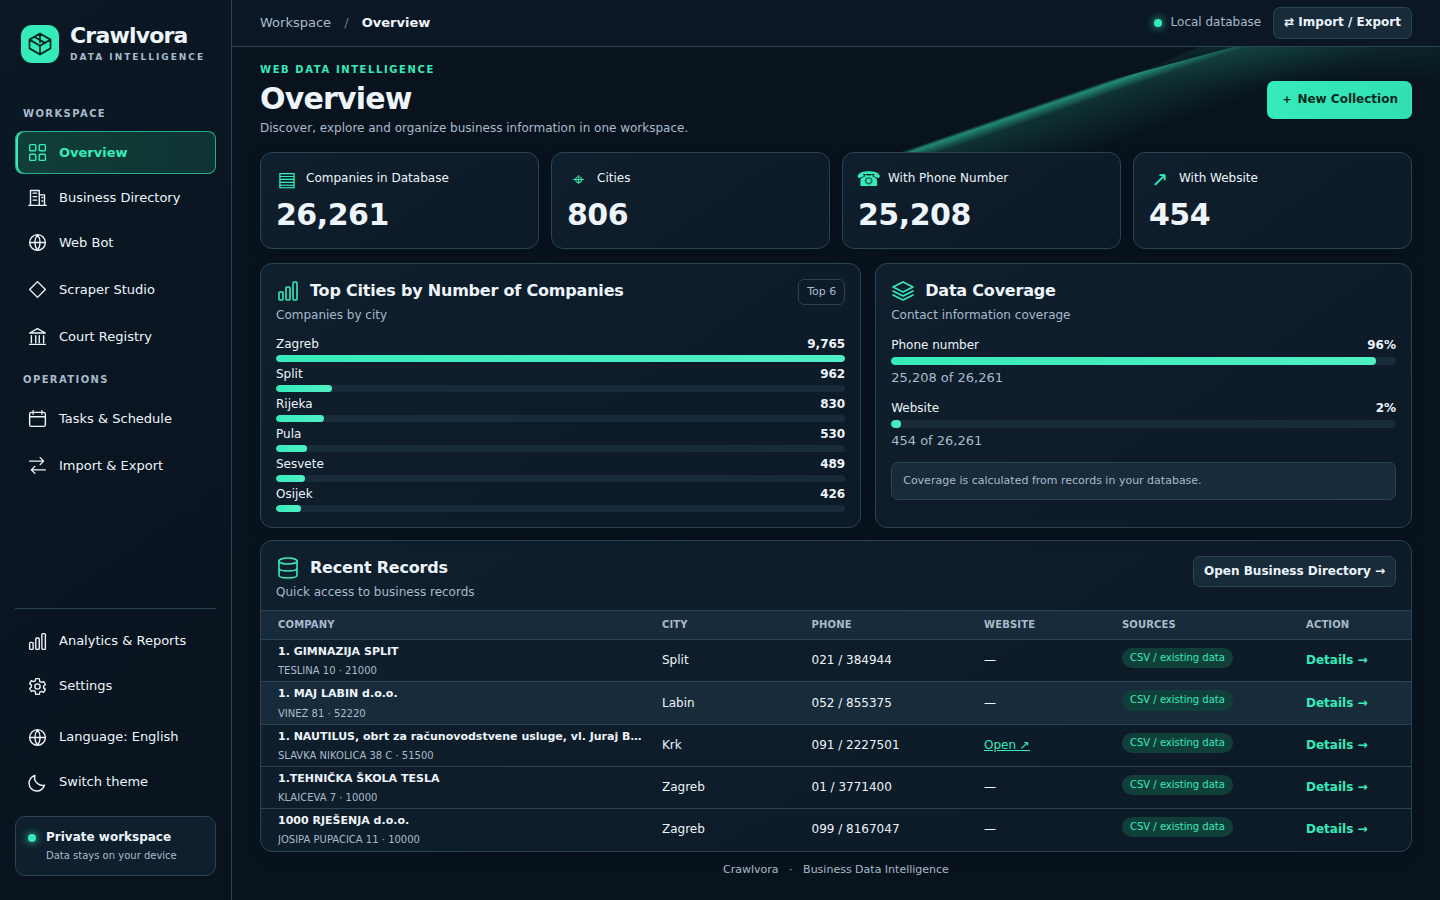 Crawlvora
DATA INTELLIGENCE
WORKSPACE
Overview
Business Directory
Web Bot
Scraper Studio
Court Registry
OPERATIONS
Tasks & Schedule
Import & Export
Analytics & Reports
Settings
Language: English
Switch theme
Private workspace
Data stays on your device
Workspace / Overview
Local database
⇄ Import / Export
WEB DATA INTELLIGENCE
Overview
Discover, explore and organize business information in one workspace.
+ New Collection
Companies in Database
26,261
Cities
806
With Phone Number
25,208
With Website
454
Top Cities by Number of Companies
Top 6
Companies by city
Zagreb 9,765
Split 962
Rijeka 830
Pula 530
Sesvete 489
Osijek 426
Data Coverage
Contact information coverage
Phone number 96%
25,208 of 26,261
Website 2%
454 of 26,261
Coverage is calculated from records in your database.
Recent Records
Quick access to business records
Open Business Directory →
COMPANY CITY PHONE WEBSITE SOURCES ACTION
1. GIMNAZIJA SPLIT
TESLINA 10 · 21000
Split 021 / 384944 — CSV / existing data Details →
1. MAJ LABIN d.o.o.
VINEŽ 81 · 52220
Labin 052 / 855375 — CSV / existing data Details →
1. NAUTILUS, obrt za računovodstvene usluge, vl. Juraj B…
SLAVKA NIKOLIĆA 38 C · 51500
Krk 091 / 2227501 Open ↗ CSV / existing data Details →
1.TEHNIČKA ŠKOLA TESLA
KLAIĆEVA 7 · 10000
Zagreb 01 / 3771400 — CSV / existing data Details →
1000 RJEŠENJA d.o.o.
JOSIPA PUPAČIĆA 11 · 10000
Zagreb 099 / 8167047 — CSV / existing data Details →
Crawlvora · Business Data Intelligence